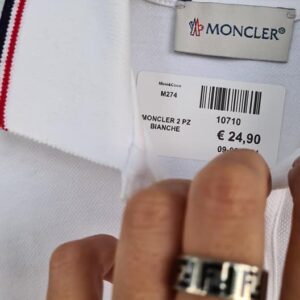 MONCLER
M274
MONCLER 2 PZ
BIANCHE
10710
€ 24,90